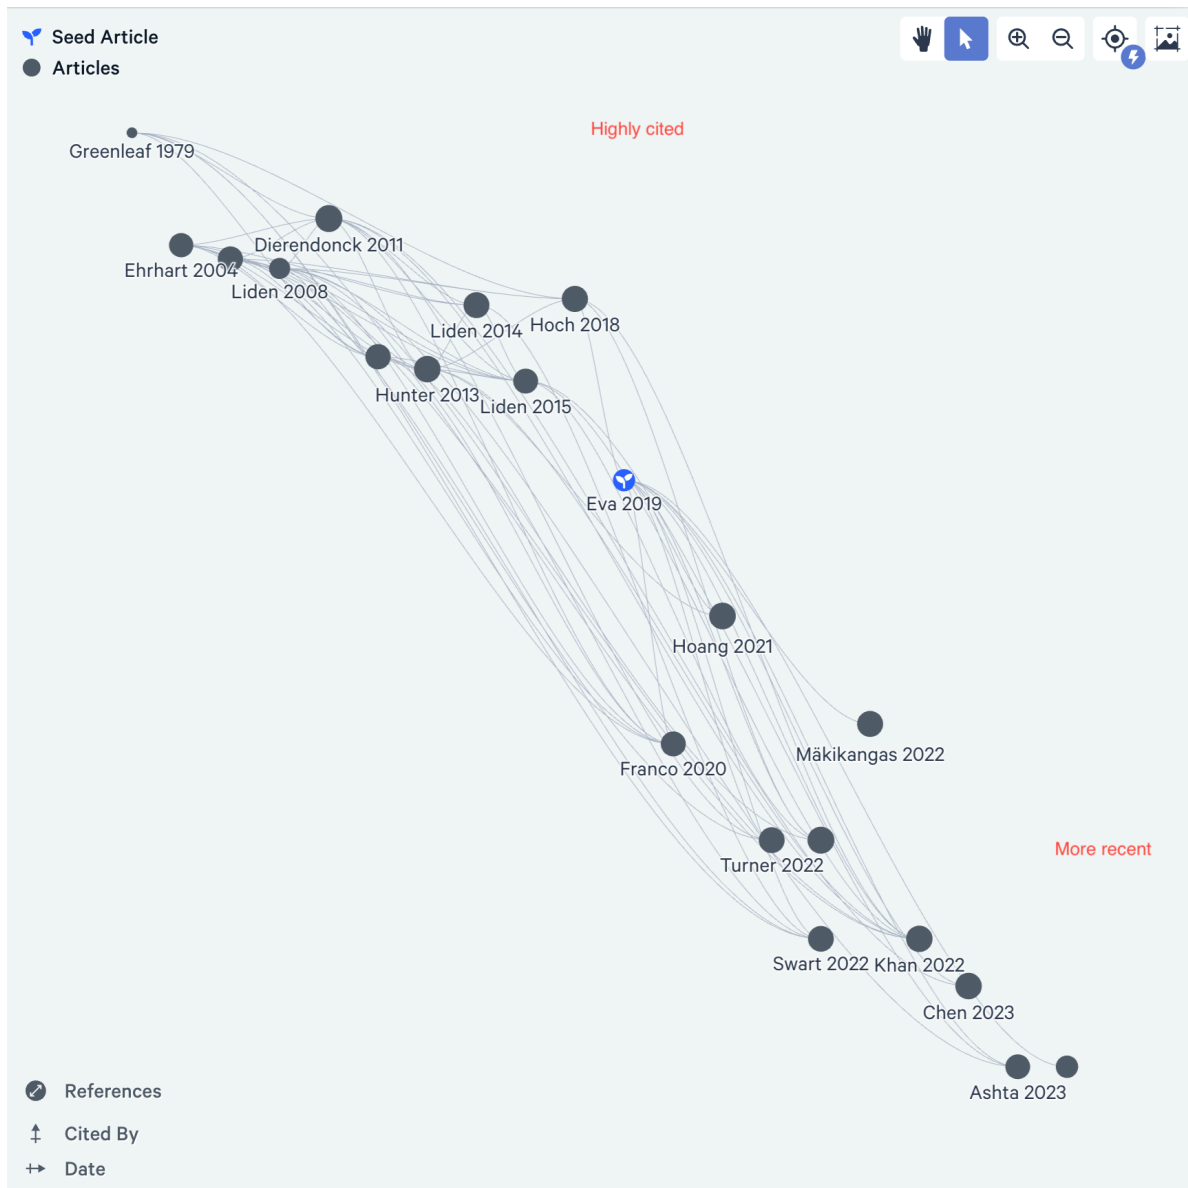 Seed Article
Articles
Highly cited
Greenleaf 1979
Dierendonck 2011
Ehrhart 2004
Liden 2008
Liden 2014
Hoch 2018
Hunter 2013
Liden 2015
Eva 2019
Hoang 2021
Mäkikangas 2022
Franco 2020
More recent
Turner 2022
Swart 2022
Khan 2022
Chen 2023
Ashta 2023
References
Cited By
Date